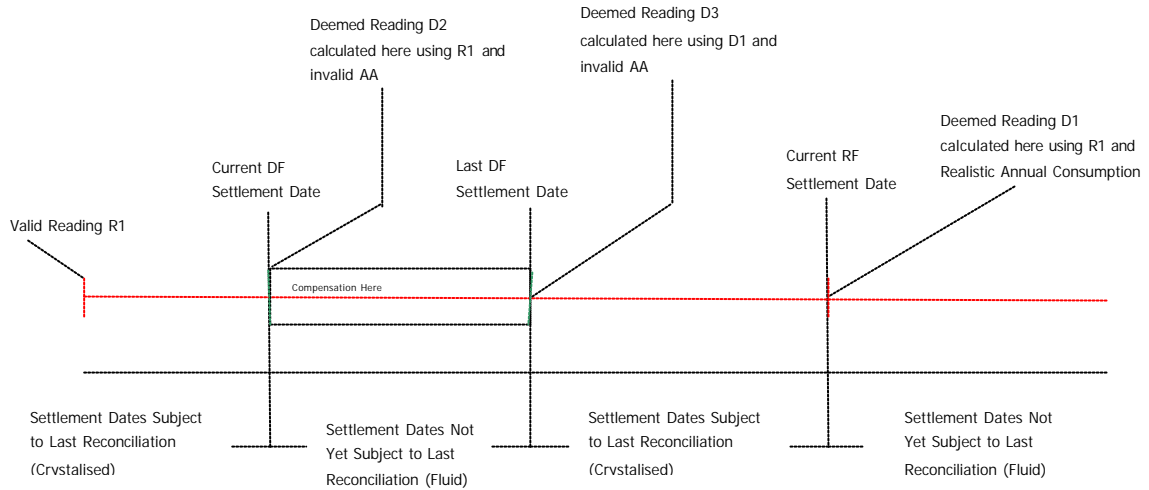 Deemed Reading D2
calculated here using R1 and
invalid AA
Deemed Reading D3
calculated here using D1 and
invalid AA
Deemed Reading D1
calculated here using R1 and
Realistic Annual Consumption
Current DF
Settlement Date
Last DF
Settlement Date
Current RF
Settlement Date
Valid Reading R1
Compensation Here
Settlement Dates Subject
to Last Reconciliation
(Crystalised)
Settlement Dates Not
Yet Subject to Last
Reconciliation (Fluid)
Settlement Dates Subject
to Last Reconciliation
(Crystalised)
Settlement Dates Not
Yet Subject to Last
Reconciliation (Fluid)